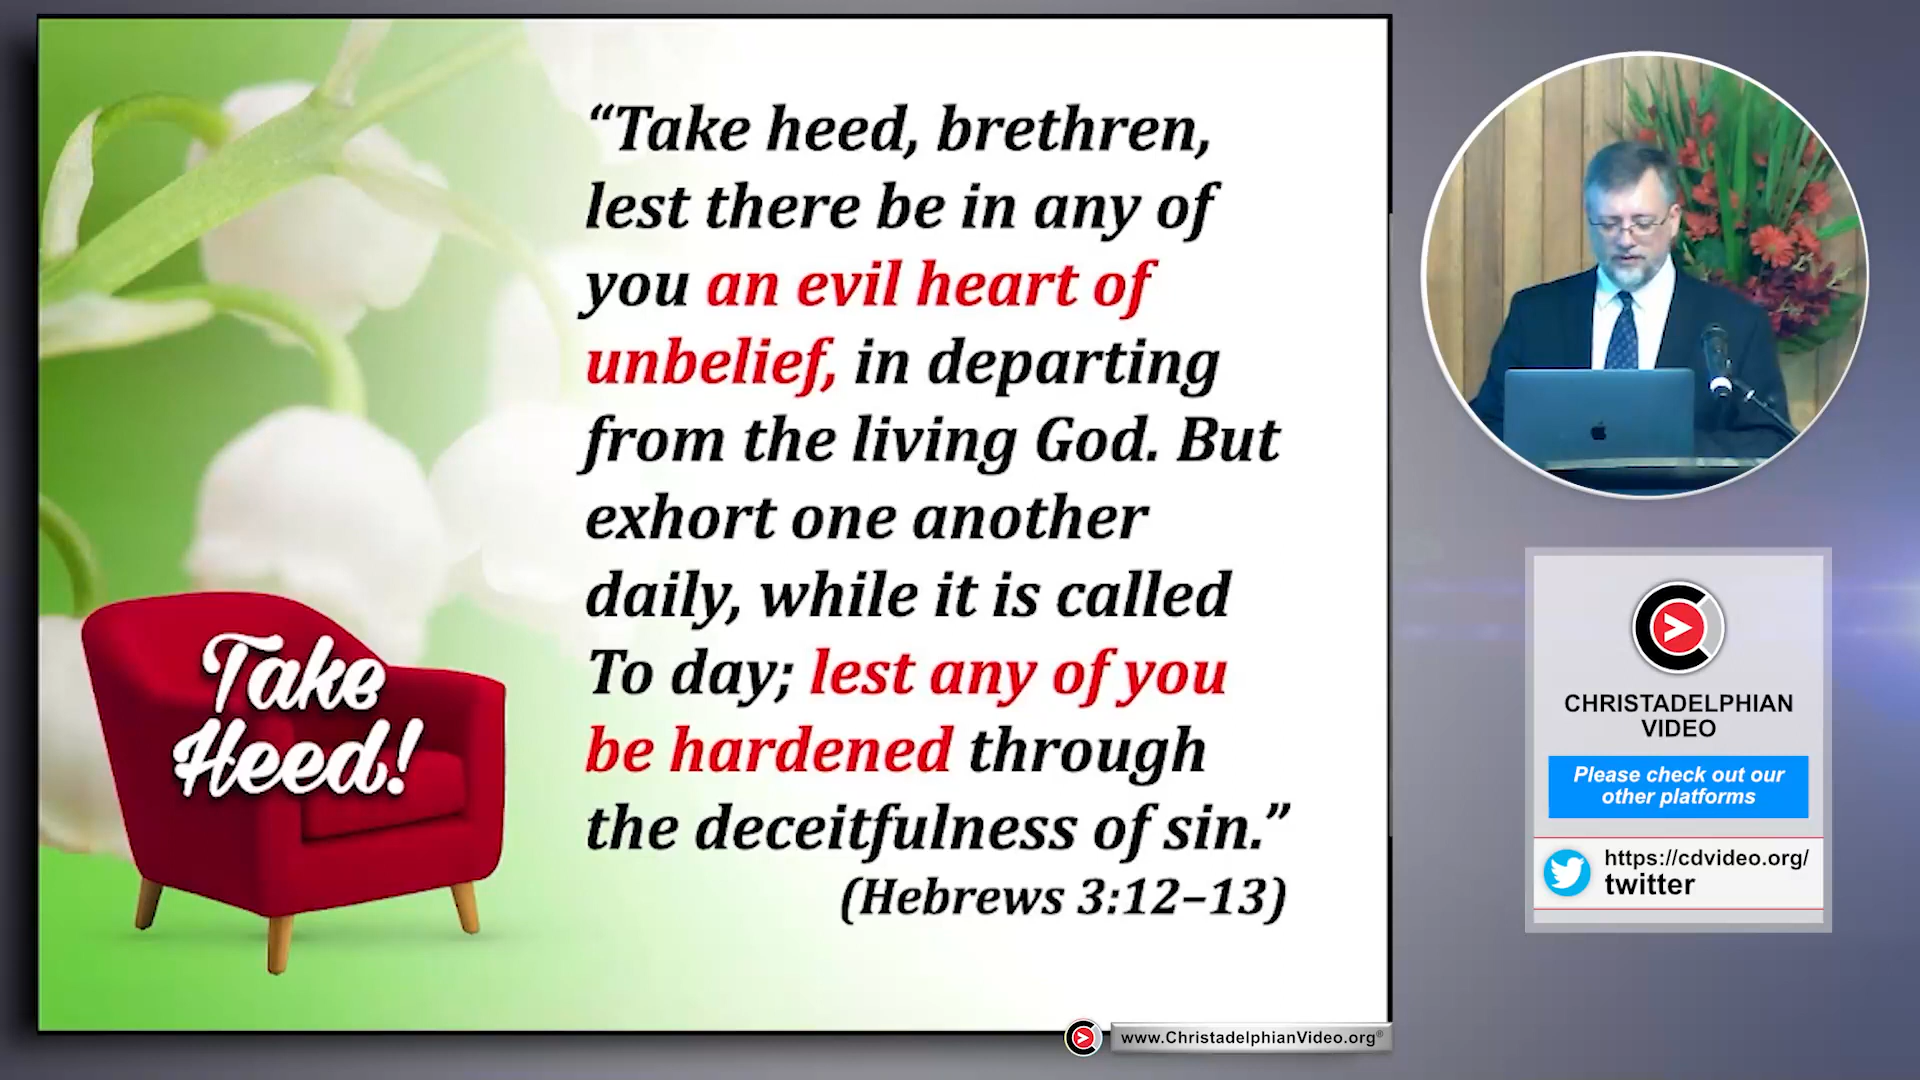 “Take heed, brethren,
lest there be in any of
you an evil heart of
unbelief, in departing
from the living God. But
exhort one another
daily, while it is called
To day; lest any of you
be hardened through
the deceitfulness of sin.”
(Hebrews 3:12–13)
Take
Heed!
CHRISTADELPHIAN
VIDEO
Please check out our
other platforms
https://cdvideo.org/
twitter
www.ChristadelphianVideo.org®